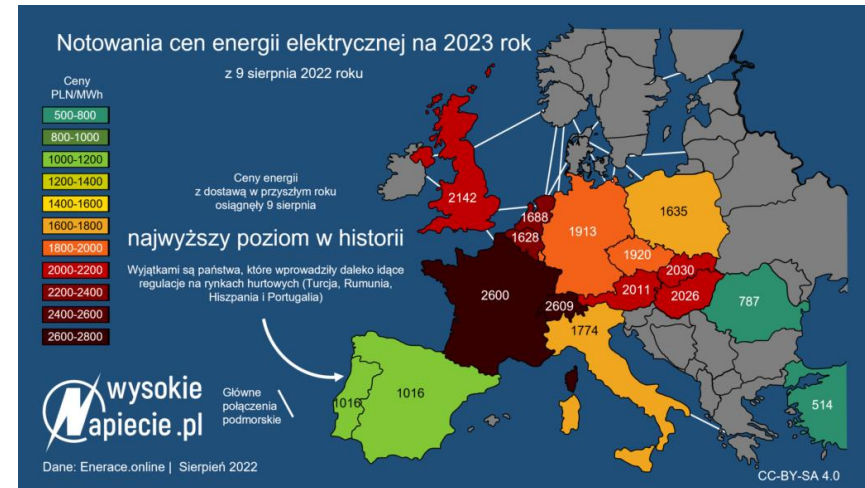 Notowania cen energii elektrycznej na 2023 rok
z 9 sierpnia 2022 roku
Ceny
PLN/MWh
500-800
800-1000
1000-1200
1200-1400
1400-1600
1600-1800
1800-2000
2000-2200
2200-2400
2400-2600
2600-2800
Ceny energii
z dostawą w przyszłym roku
osiągnęły 9 sierpnia
najwyższy poziom w historii
Wyjątkami są państwa, które wprowadziły daleko idące
regulacje na rynkach hurtowych (Turcja, Rumunia,
Hiszpania i Portugalia)
2142
1688
1628
1913
1635
1920
2030
2011
2026
787
2600
2609
1774
1016
1016
514
wysokie
Napiecie.pl
Główne
połączenia
podmorskie
Dane: Enerace.online | Sierpień 2022
CC-BY-SA 4.0